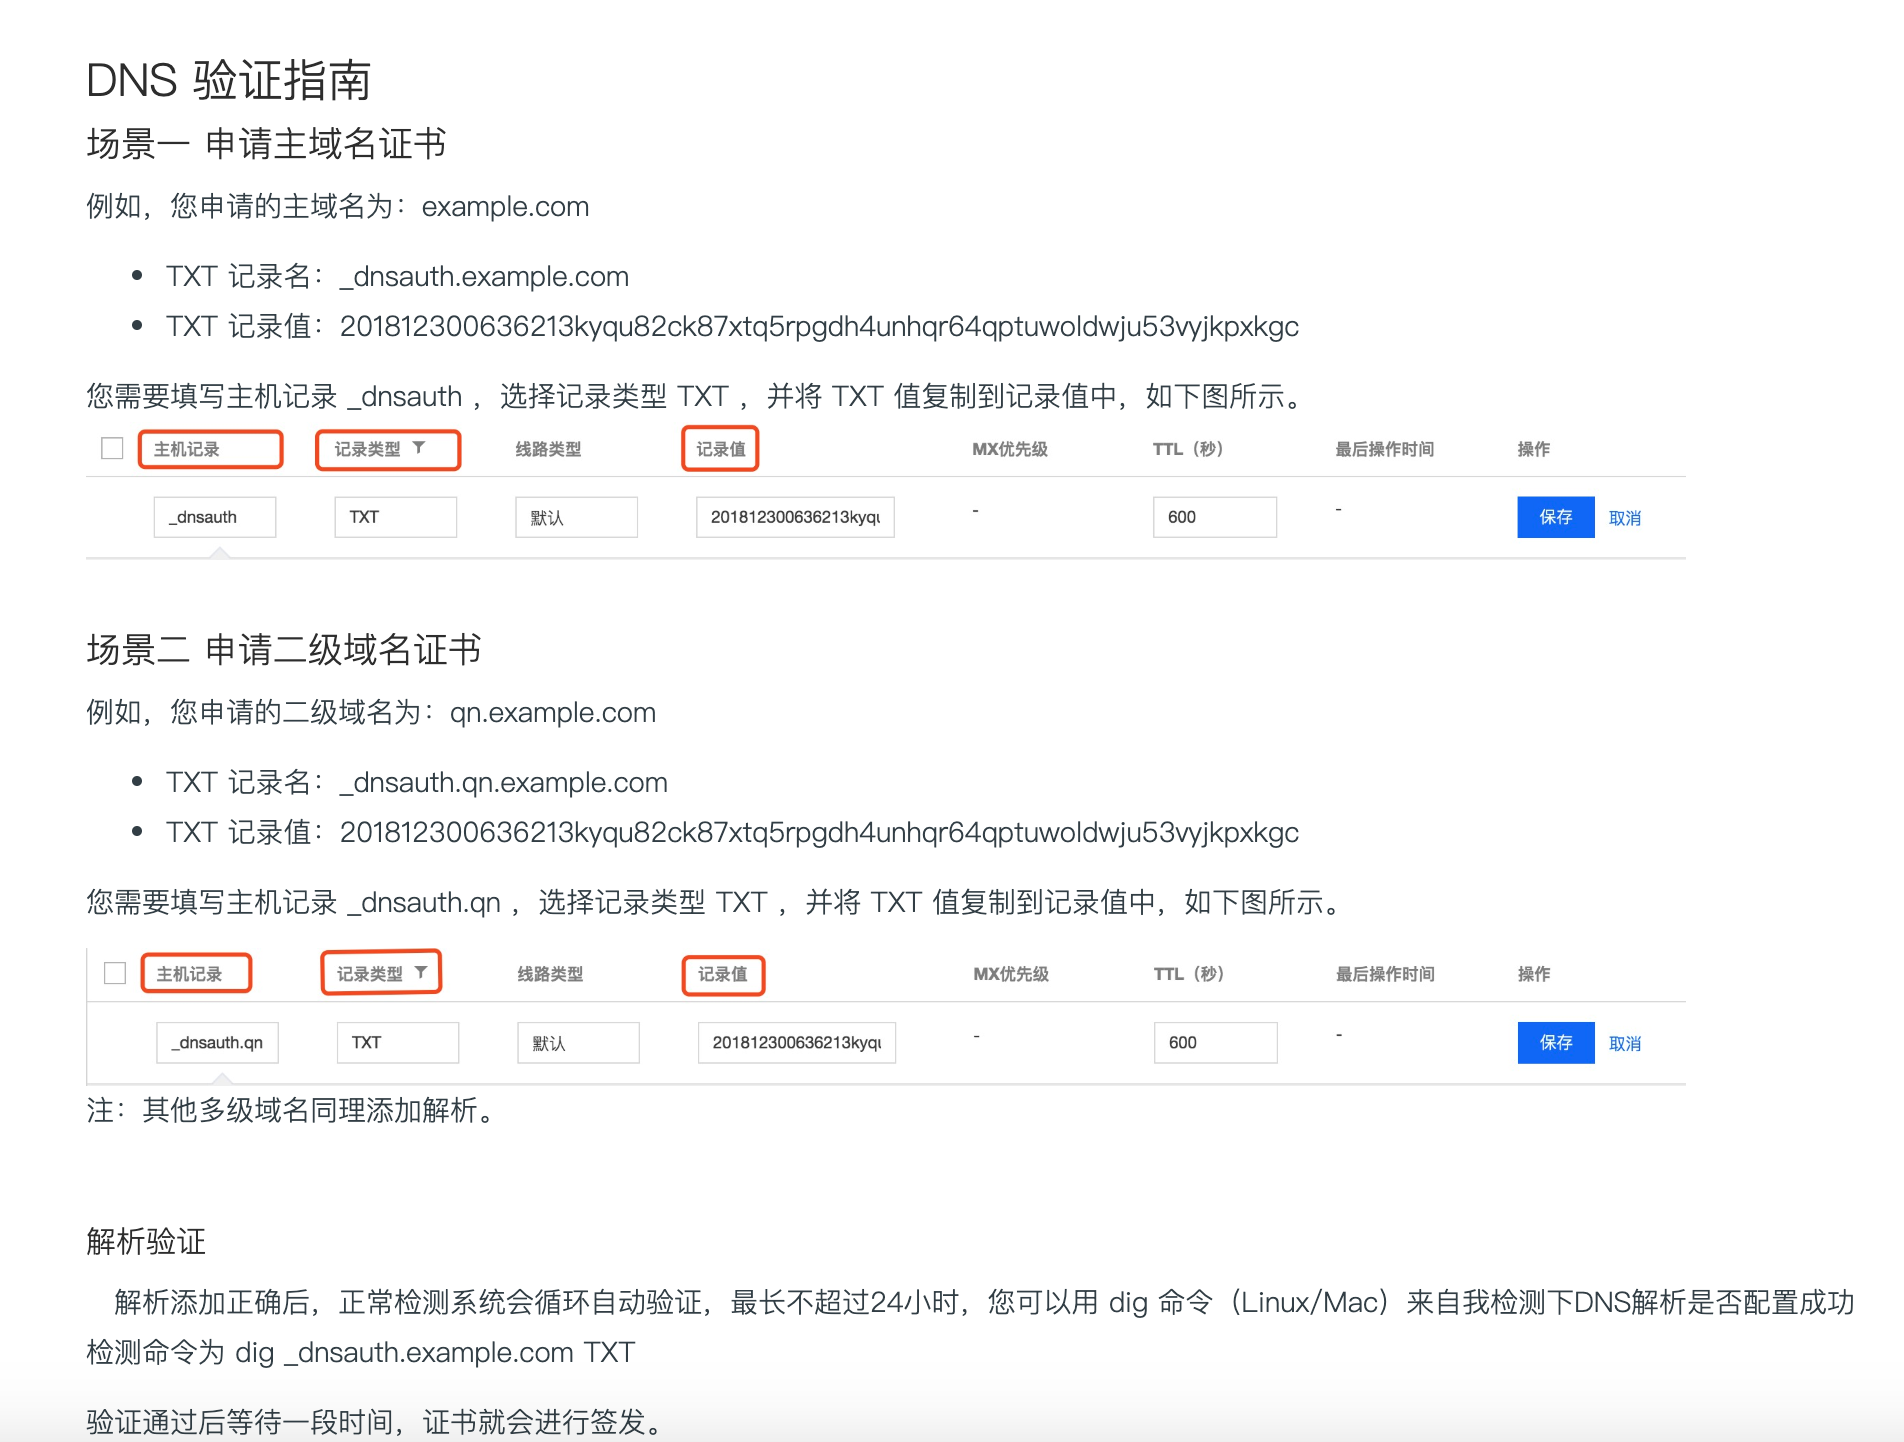 DNS 验证指南
场景一 申请主域名证书
例如，您申请的主域名为：example.com
TXT 记录名：_dnsauth.example.com
TXT 记录值：201812300636213kyqu82ck87xtq5rpgdh4unhqr64qptuwoldwju53vyjkpxkgc
您需要填写主机记录 _dnsauth ，选择记录类型 TXT ，并将 TXT 值复制到记录值中，如下图所示。
主机记录 记录类型 线路类型 记录值 MX优先级 TTL（秒） 最后操作时间 操作
_dnsauth TXT 默认 201812300636213kyqu - 600 - 保存 取消
场景二 申请二级域名证书
例如，您申请的二级域名为：qn.example.com
TXT 记录名：_dnsauth.qn.example.com
TXT 记录值：201812300636213kyqu82ck87xtq5rpgdh4unhqr64qptuwoldwju53vyjkpxkgc
您需要填写主机记录 _dnsauth.qn ，选择记录类型 TXT ，并将 TXT 值复制到记录值中，如下图所示。
主机记录 记录类型 线路类型 记录值 MX优先级 TTL（秒） 最后操作时间 操作
_dnsauth.qn TXT 默认 201812300636213kyqu - 600 - 保存 取消
注：其他多级域名同理添加解析。
解析验证
解析添加正确后，正常检测系统会循环自动验证，最长不超过24小时，您可以用 dig 命令（Linux/Mac）来自我检测下DNS解析是否配置成功
检测命令为 dig _dnsauth.example.com TXT
验证通过后等待一段时间，证书就会进行签发。